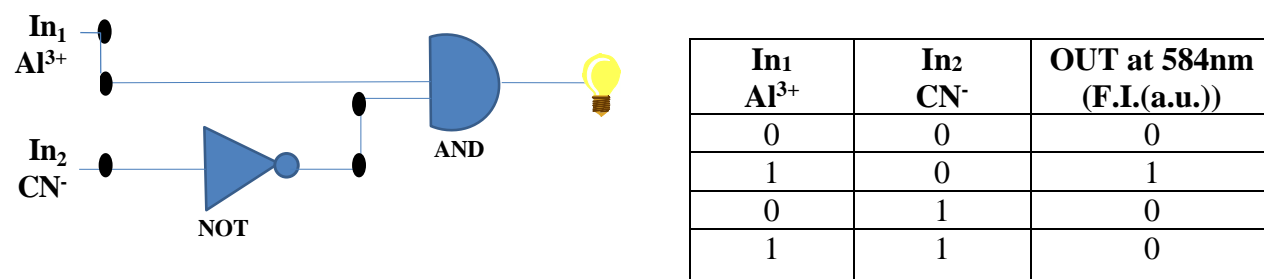 In₁
Al³⁺
In₂
CN⁻
NOT
AND
In₁ In₂ OUT at 584nm
Al³⁺ CN⁻ (F.I.(a.u.))
0 0 0
1 0 1
0 1 0
1 1 0